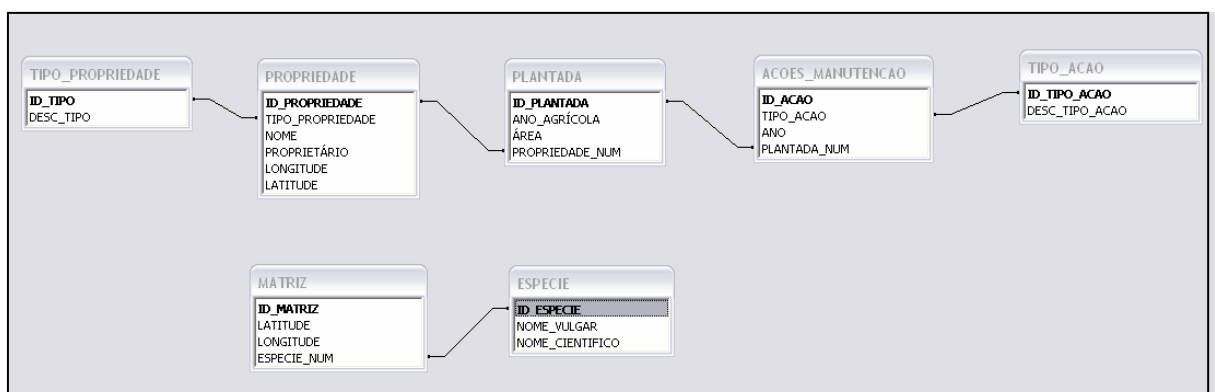 TIPO_PROPRIEDADE
ID_TIPO
DESC_TIPO
PROPRIEDADE
ID_PROPRIEDADE
TIPO_PROPRIEDADE
NOME
PROPRIETÁRIO
LONGITUDE
LATITUDE
PLANTADA
ID_PLANTADA
ANO_AGRÍCOLA
ÁREA
PROPRIEDADE_NUM
ACOES_MANUTENCAO
ID_ACAO
TIPO_ACAO
ANO
PLANTADA_NUM
TIPO_ACAO
ID_TIPO_ACAO
DESC_TIPO_ACAO
MATRIZ
ID_MATRIZ
LATITUDE
LONGITUDE
ESPECIE_NUM
ESPECIE
ID_ESPECIE
NOME_VULGAR
NOME_CIENTIFICO